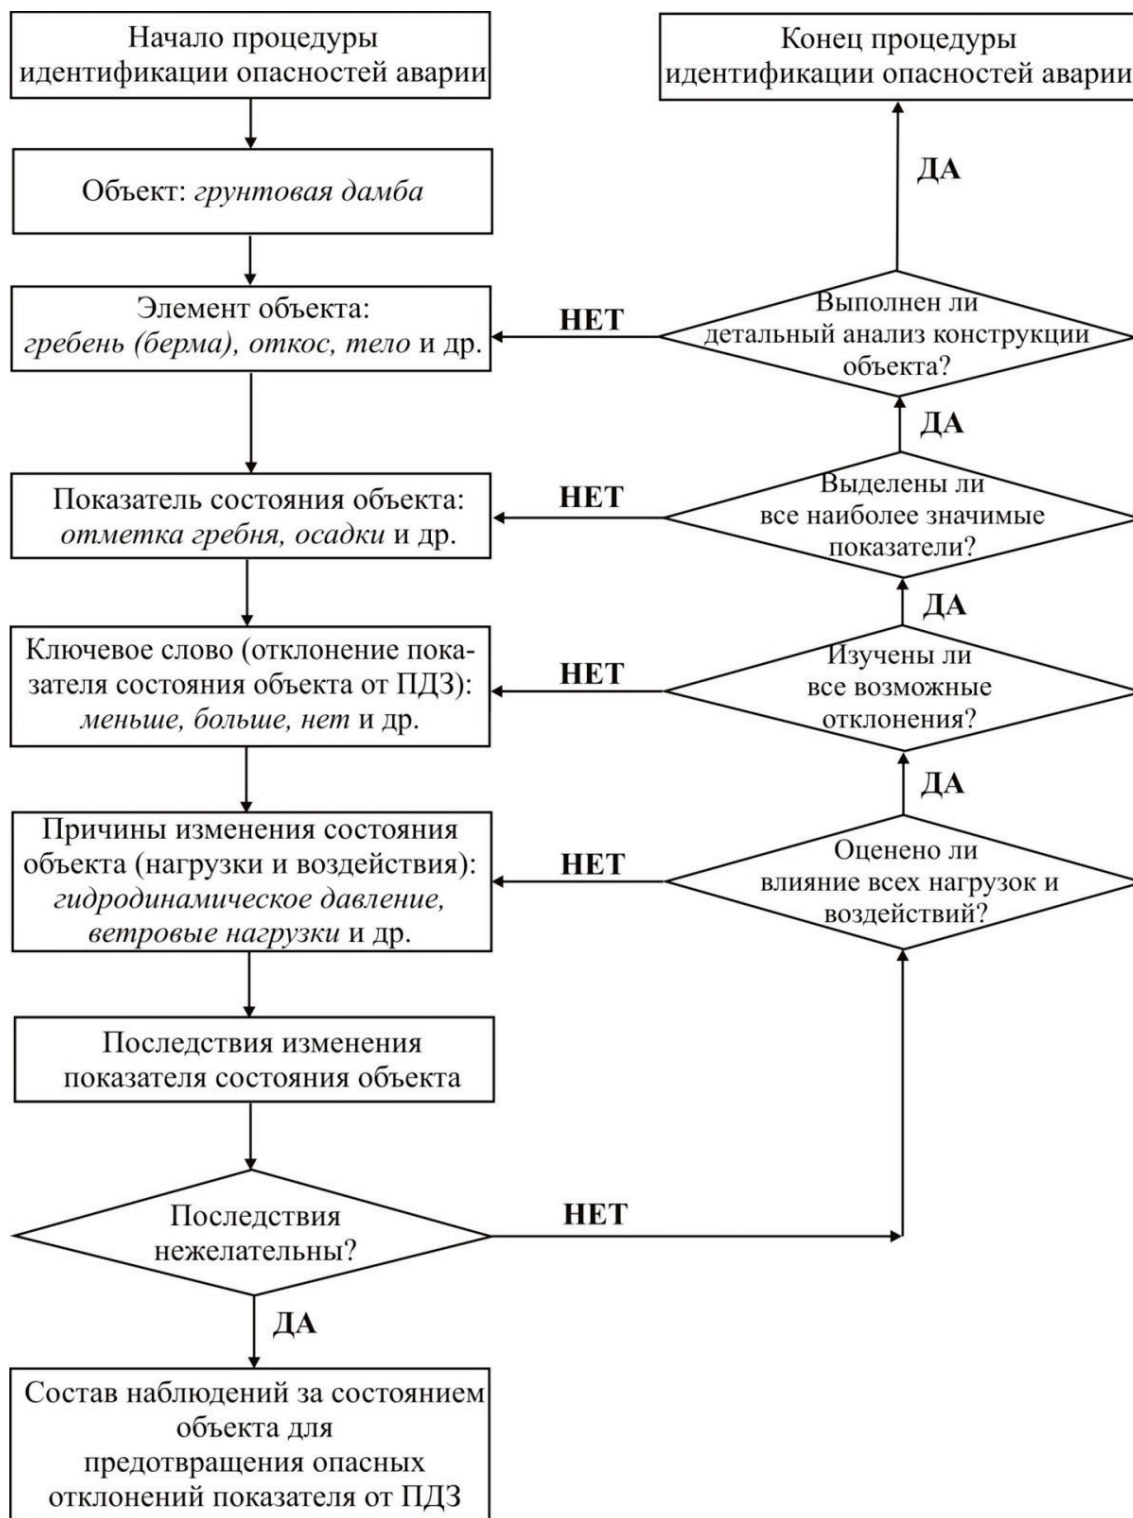 Начало процедуры
идентификации опасностей аварии
Объект: грунтовая дамба
Элемент объекта:
гребень (берма), откос, тело и др.
Показатель состояния объекта:
отметка гребня, осадки и др.
Ключевое слово (отклонение пока-
зателя состояния объекта от ПДЗ):
меньше, больше, нет и др.
Причины изменения состояния
объекта (нагрузки и воздействия):
гидродинамическое давление,
ветровые нагрузки и др.
Последствия изменения
показателя состояния объекта
Последствия
нежелательны?
НЕТ
ДА
Состав наблюдений за состоянием
объекта для
предотвращения опасных
отклонений показателя от ПДЗ
Конец процедуры
идентификации опасностей аварии
ДА
Выполнен ли
детальный анализ конструкции
объекта?
НЕТ
ДА
Выделены ли
все наиболее значимые
показатели?
НЕТ
ДА
Изучены ли
все возможные
отклонения?
НЕТ
ДА
Оценено ли
влияние всех нагрузок и
воздействий?
НЕТ